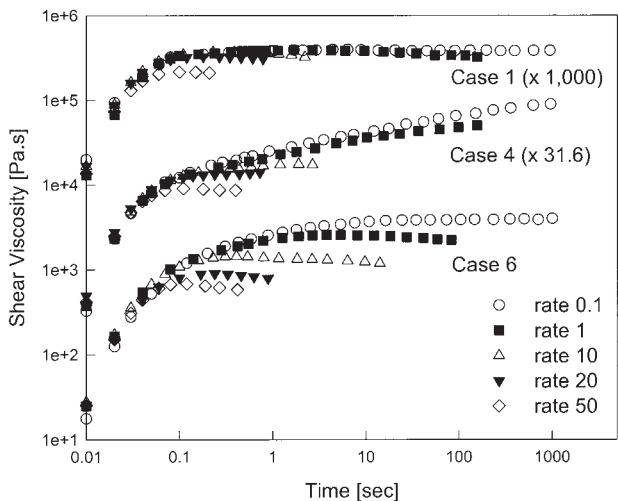 Shear Viscosity [Pa.s]
1e+6
1e+5
1e+4
1e+3
1e+2
1e+1
Case 1 (x 1,000)
Case 4 (x 31.6)
Case 6
rate 0.1
rate 1
rate 10
rate 20
rate 50
0.01 0.1 1 10 100 1000
Time [sec]